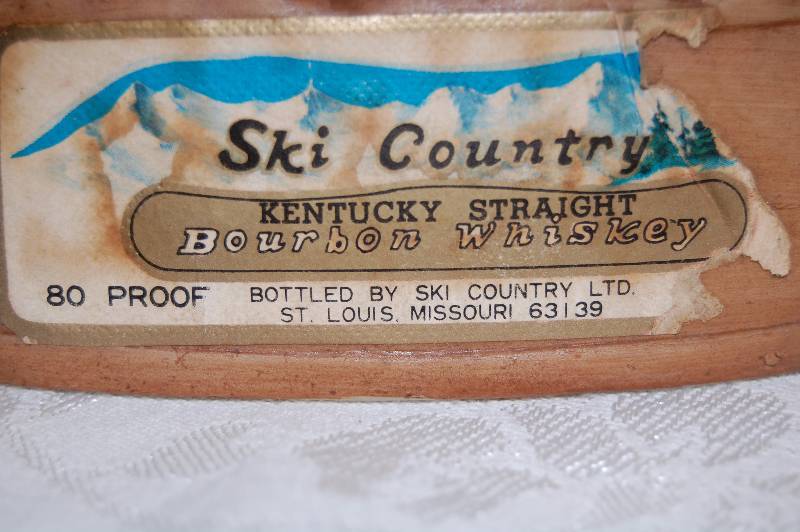 Ski Country
KENTUCKY STRAIGHT
Bourbon Whiskey
80 PROOF
BOTTLED BY SKI COUNTRY LTD.
ST. LOUIS, MISSOURI 63139